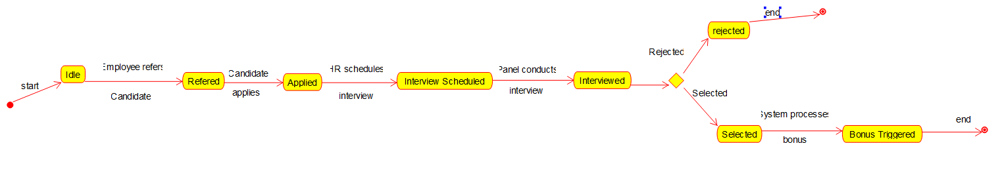 start
Idle
Employee refers
Candidate
Refered
Candidate
applies
Applied
HR schedules
interview
Interview Scheduled
Panel conducts
interview
Interviewed
Rejected
rejected
end
Selected
Selected
System processes
bonus
Bonus Triggered
end